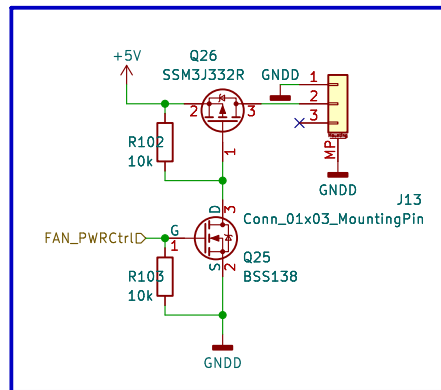 +5V
Q26
SSM3J332R
GNDD
1
2
3
2
3
1
R102
10k
MP
GNDD
J13
Conn_01x03_MountingPin
D
3
FAN_PWRCtrl
G
1
S
2
Q25
BSS138
R103
10k
GNDD